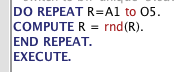 DO REPEAT R=A1 to O5.
COMPUTE R = rnd(R).
END REPEAT.
EXECUTE.